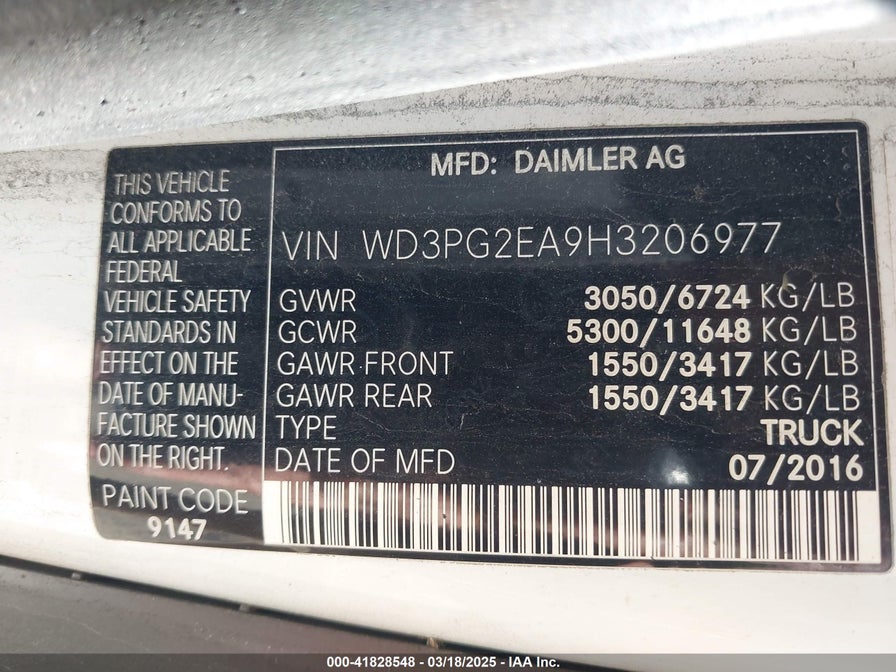 THIS VEHICLE
CONFORMS TO
ALL APPLICABLE
FEDERAL
VEHICLE SAFETY
STANDARDS IN
EFFECT ON THE
DATE OF MANU-
FACTURE SHOWN
ON THE RIGHT.
PAINT CODE
9147
MFD: DAIMLER AG
VIN WD3PG2EA9H3206977
GVWR 3050/6724 KG/LB
GCWR 5300/11648 KG/LB
GAWR FRONT 1550/3417 KG/LB
GAWR REAR 1550/3417 KG/LB
TYPE TRUCK
DATE OF MFD 07/2016
000-41828548 - 03/18/2025 - IAA Inc.